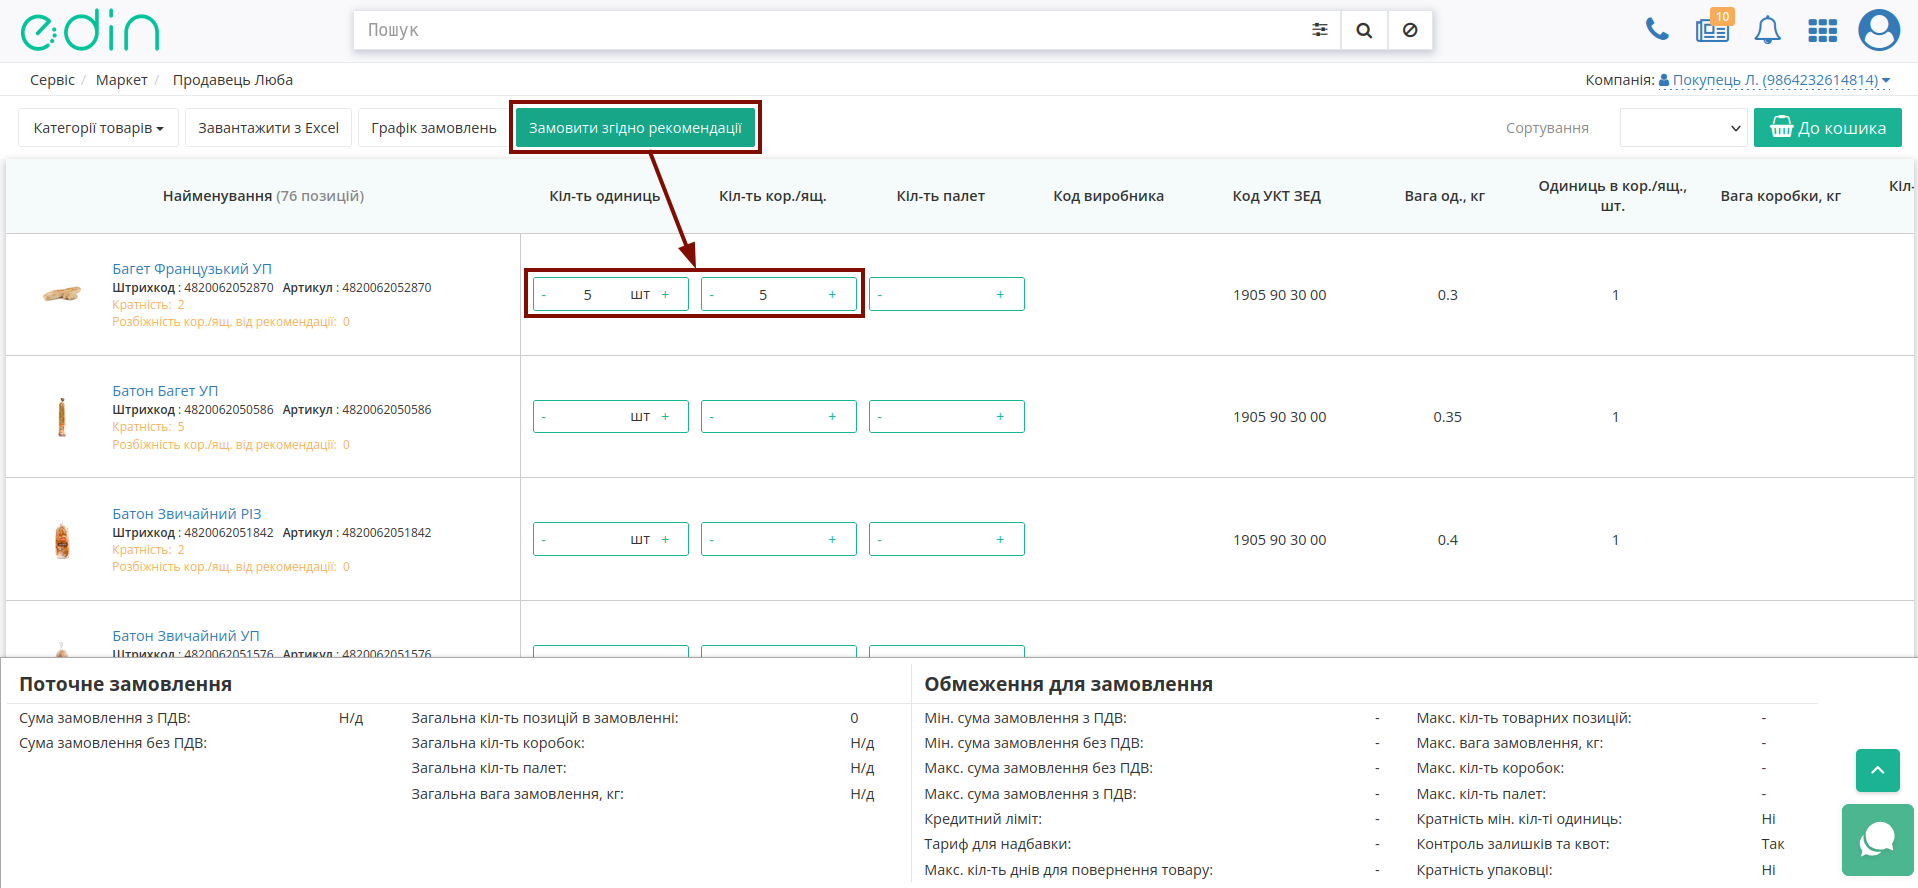 edin
Пошук
10
Сервіс / Маркет / Продавець Люба
Компанія: Покупець Л. (9864232614814)
Категорії товарів Завантажити з Excel Графік замовлень Замовити згідно рекомендації Сортування До кошика
Найменування (76 позицій) Кіл-ть одиниць Кіл-ть кор./ящ. Кіл-ть палет Код виробника Код УКТ ЗЕД Вага од., кг Одиниць в кор./ящ., шт. Вага коробки, кг Кіл-
Багет Французький УП
Штрихкод : 4820062052870 Артикул : 4820062052870
Кратність: 2
Розбіжність кор./ящ. від рекомендації: 0
- 5 шт + - 5 + - + 1905 90 30 00 0.3 1
Батон Багет УП
Штрихкод : 4820062050586 Артикул : 4820062050586
Кратність: 5
Розбіжність кор./ящ. від рекомендації: 0
- шт + - + - + 1905 90 30 00 0.35 1
Батон Звичайний РІЗ
Штрихкод : 4820062051842 Артикул : 4820062051842
Кратність: 2
Розбіжність кор./ящ. від рекомендації: 0
- шт + - + - + 1905 90 30 00 0.4 1
Батон Звичайний УП
Штрихкод : 4820062051576 Артикул : 4820062051576
Поточне замовлення
Сума замовлення з ПДВ: Н/д
Сума замовлення без ПДВ:
Загальна кіл-ть позицій в замовленні: 0
Загальна кіл-ть коробок: Н/д
Загальна кіл-ть палет: Н/д
Загальна вага замовлення, кг: Н/д
Обмеження для замовлення
Мін. сума замовлення з ПДВ: -
Мін. сума замовлення без ПДВ: -
Макс. сума замовлення без ПДВ: -
Макс. сума замовлення з ПДВ: -
Кредитний ліміт: -
Тариф для надбавки: -
Макс. кіл-ть днів для повернення товару: -
Макс. кіл-ть товарних позицій: -
Макс. вага замовлення, кг: -
Макс. кіл-ть коробок: -
Макс. кіл-ть палет: -
Кратність мін. кіл-ті одиниць: Ні
Контроль залишків та квот: Так
Кратність упаковці: Ні